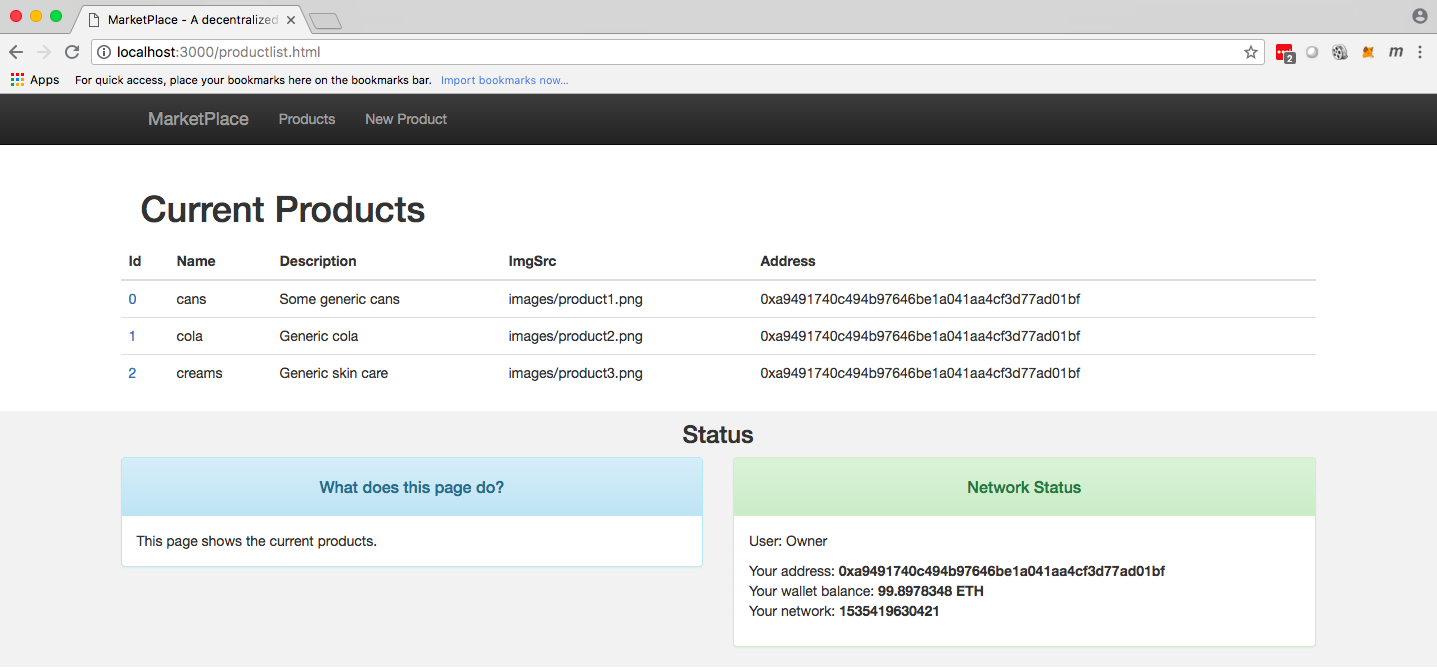 MarketPlace - A decentralized
localhost:3000/productlist.html
2
m
Apps For quick access, place your bookmarks here on the bookmarks bar. Import bookmarks now...
MarketPlace Products New Product
Current Products
Id Name Description ImgSrc Address
0 cans Some generic cans images/product1.png 0xa9491740c494b97646be1a041aa4cf3d77ad01bf
1 cola Generic cola images/product2.png 0xa9491740c494b97646be1a041aa4cf3d77ad01bf
2 creams Generic skin care images/product3.png 0xa9491740c494b97646be1a041aa4cf3d77ad01bf
Status
What does this page do?
This page shows the current products.
Network Status
User: Owner
Your address: 0xa9491740c494b97646be1a041aa4cf3d77ad01bf
Your wallet balance: 99.8978348 ETH
Your network: 1535419630421